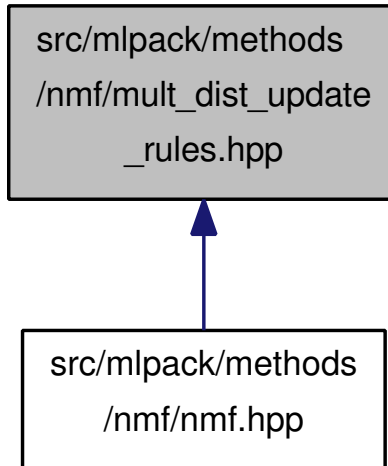 src/mlpack/methods
/nmf/mult_dist_update
_rules.hpp
src/mlpack/methods
/nmf/nmf.hpp